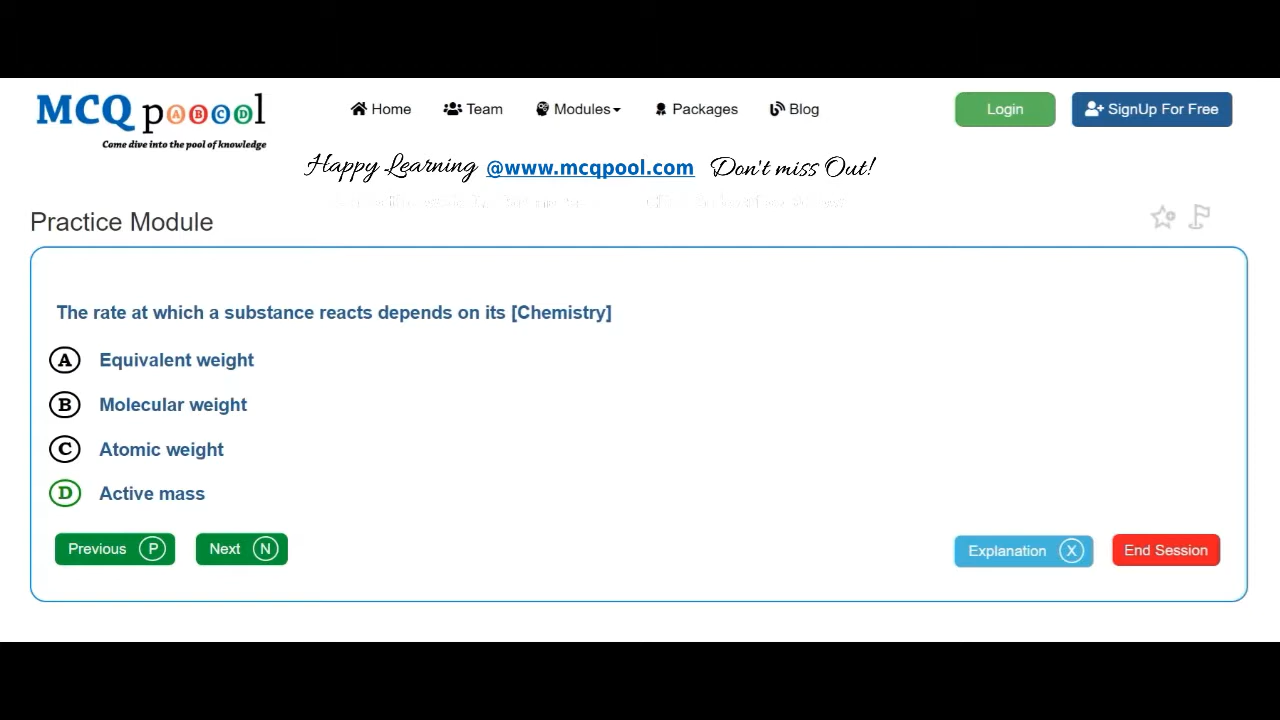 MCQ pooool
Come dive into the pool of knowledge
Home Team Modules Packages Blog Login SignUp For Free
Happy Learning @www.mcqpool.com Don't miss Out!
Practice Module
The rate at which a substance reacts depends on its [Chemistry]
A Equivalent weight
B Molecular weight
C Atomic weight
D Active mass
Previous P Next N Explanation X End Session